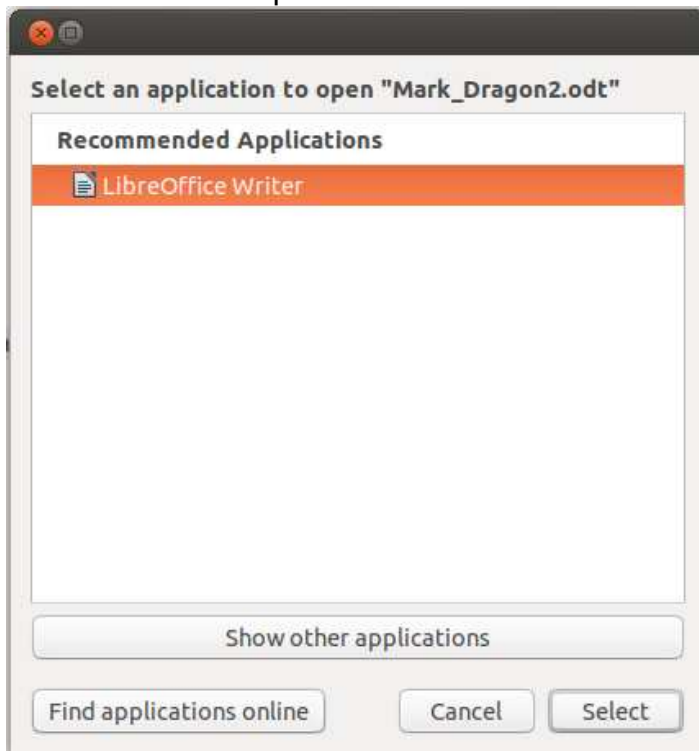 Select an application to open "Mark_Dragon2.odt"
Recommended Applications
LibreOffice Writer
Show other applications
Find applications online Cancel Select